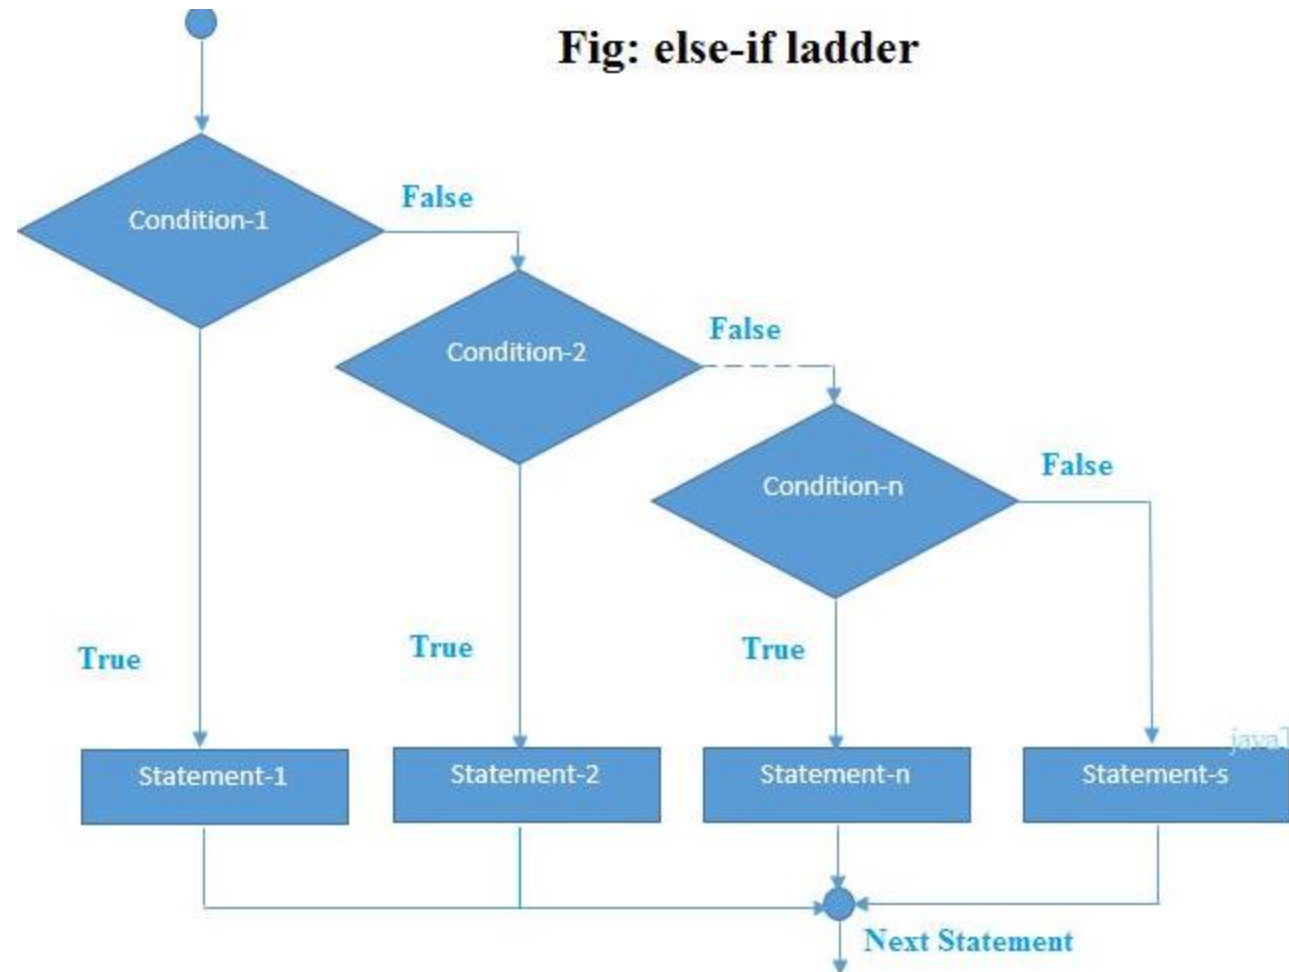 Fig: else-if ladder
Condition-1
False
Condition-2
False
Condition-n
False
True
True
True
Statement-1
Statement-2
Statement-n
Statement-s
Next Statement